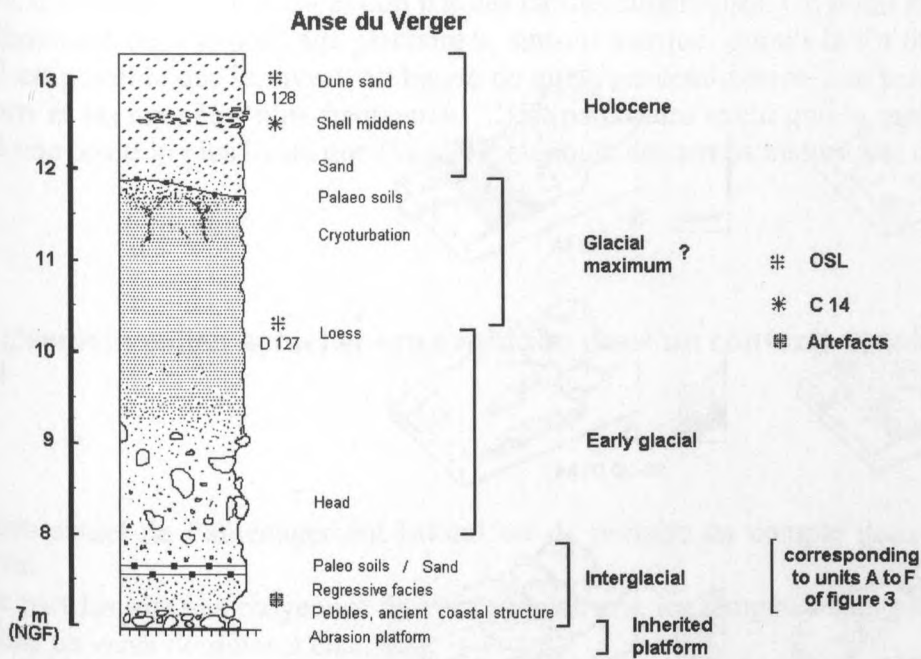 Anse du Verger
13
12
11
10
9
8
7 m
(NGF)
D 128
D 127
Dune sand
Shell middens
Sand
Palaeo soils
Cryoturbation
Loess
Head
Paleo soils / Sand
Regressive facies
Pebbles, ancient coastal structure
Abrasion platform
Holocene
Glacial
maximum ?
Early glacial
Interglacial
Inherited
platform
OSL
C 14
Artefacts
corresponding
to units A to F
of figure 3